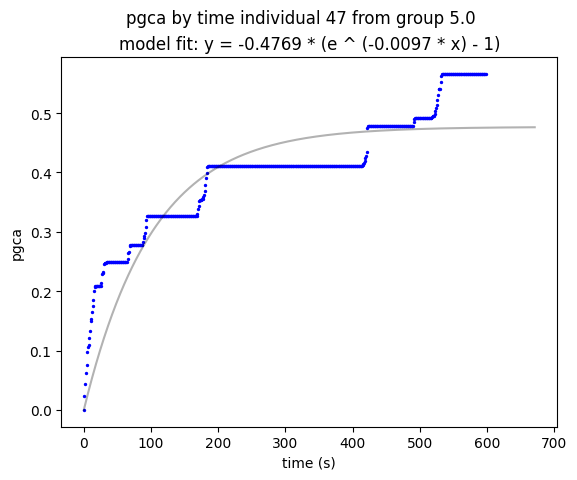 pgca by time individual 47 from group 5.0
model fit: y = -0.4769 * (e ^ (-0.0097 * x) - 1)
0.5
0.4
0.3
0.2
0.1
0.0
pgca
0 100 200 300 400 500 600 700
time (s)